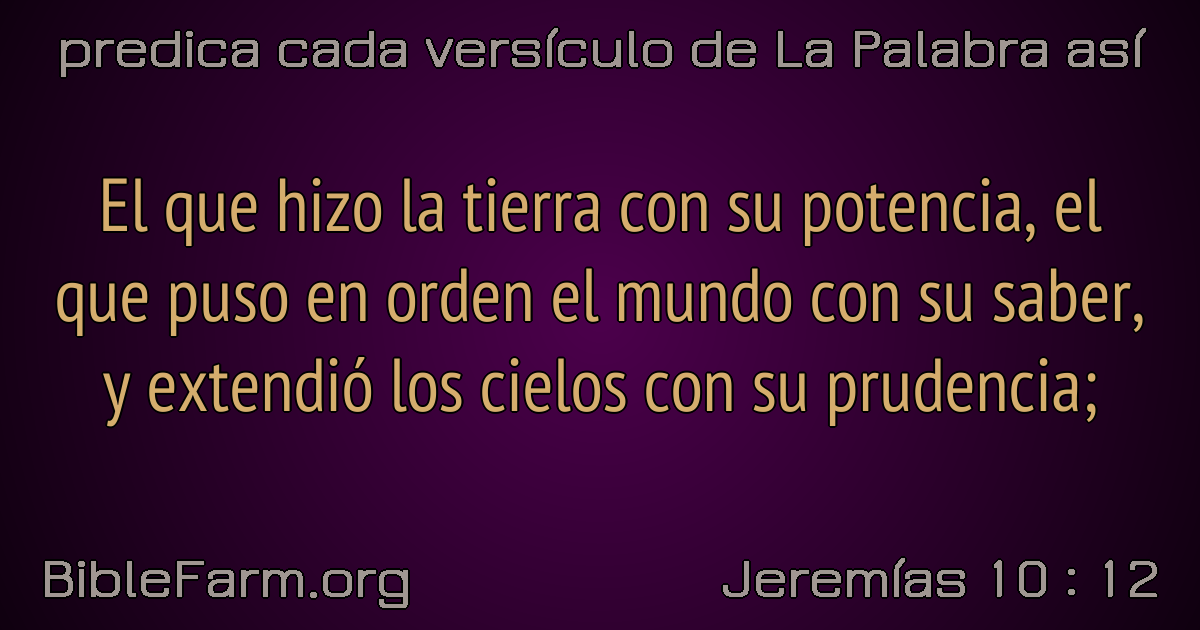 predica cada versículo de La Palabra así
El que hizo la tierra con su potencia, el
que puso en orden el mundo con su saber,
y extendió los cielos con su prudencia;
BibleFarm.org
Jeremías 10 : 12